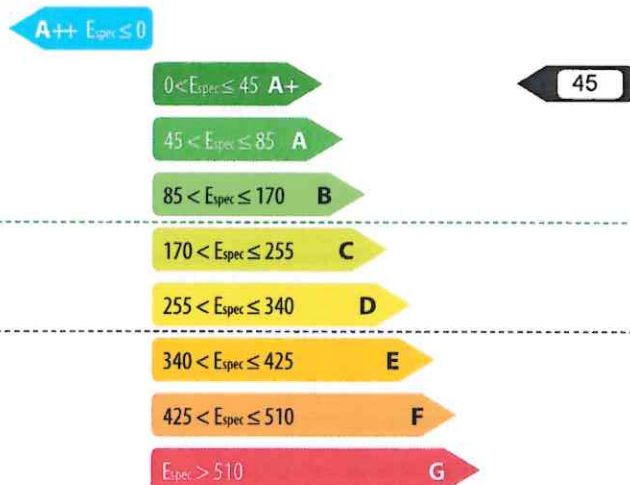 A++ Espec ≤ 0
0 < Espec ≤ 45 A+
45
45 < Espec ≤ 85 A
85 < Espec ≤ 170 B
170 < Espec ≤ 255 C
255 < Espec ≤ 340 D
340 < Espec ≤ 425 E
425 < Espec ≤ 510 F
Espec > 510 G